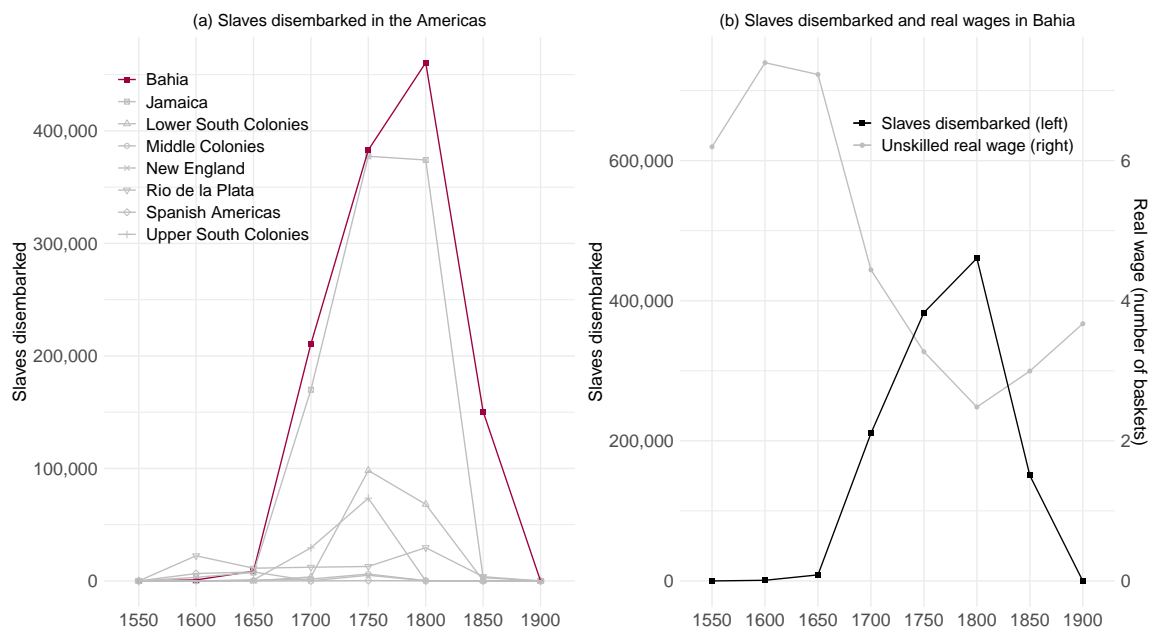 (a) Slaves disembarked in the Americas
Slaves disembarked
400,000
300,000
200,000
100,000
0
Bahia
Jamaica
Lower South Colonies
Middle Colonies
New England
Rio de la Plata
Spanish Americas
Upper South Colonies
1550 1600 1650 1700 1750 1800 1850 1900
(b) Slaves disembarked and real wages in Bahia
Slaves disembarked
600,000
400,000
200,000
0
Slaves disembarked (left)
Unskilled real wage (right)
6
4
2
0
Real wage (number of baskets)
1550 1600 1650 1700 1750 1800 1850 1900